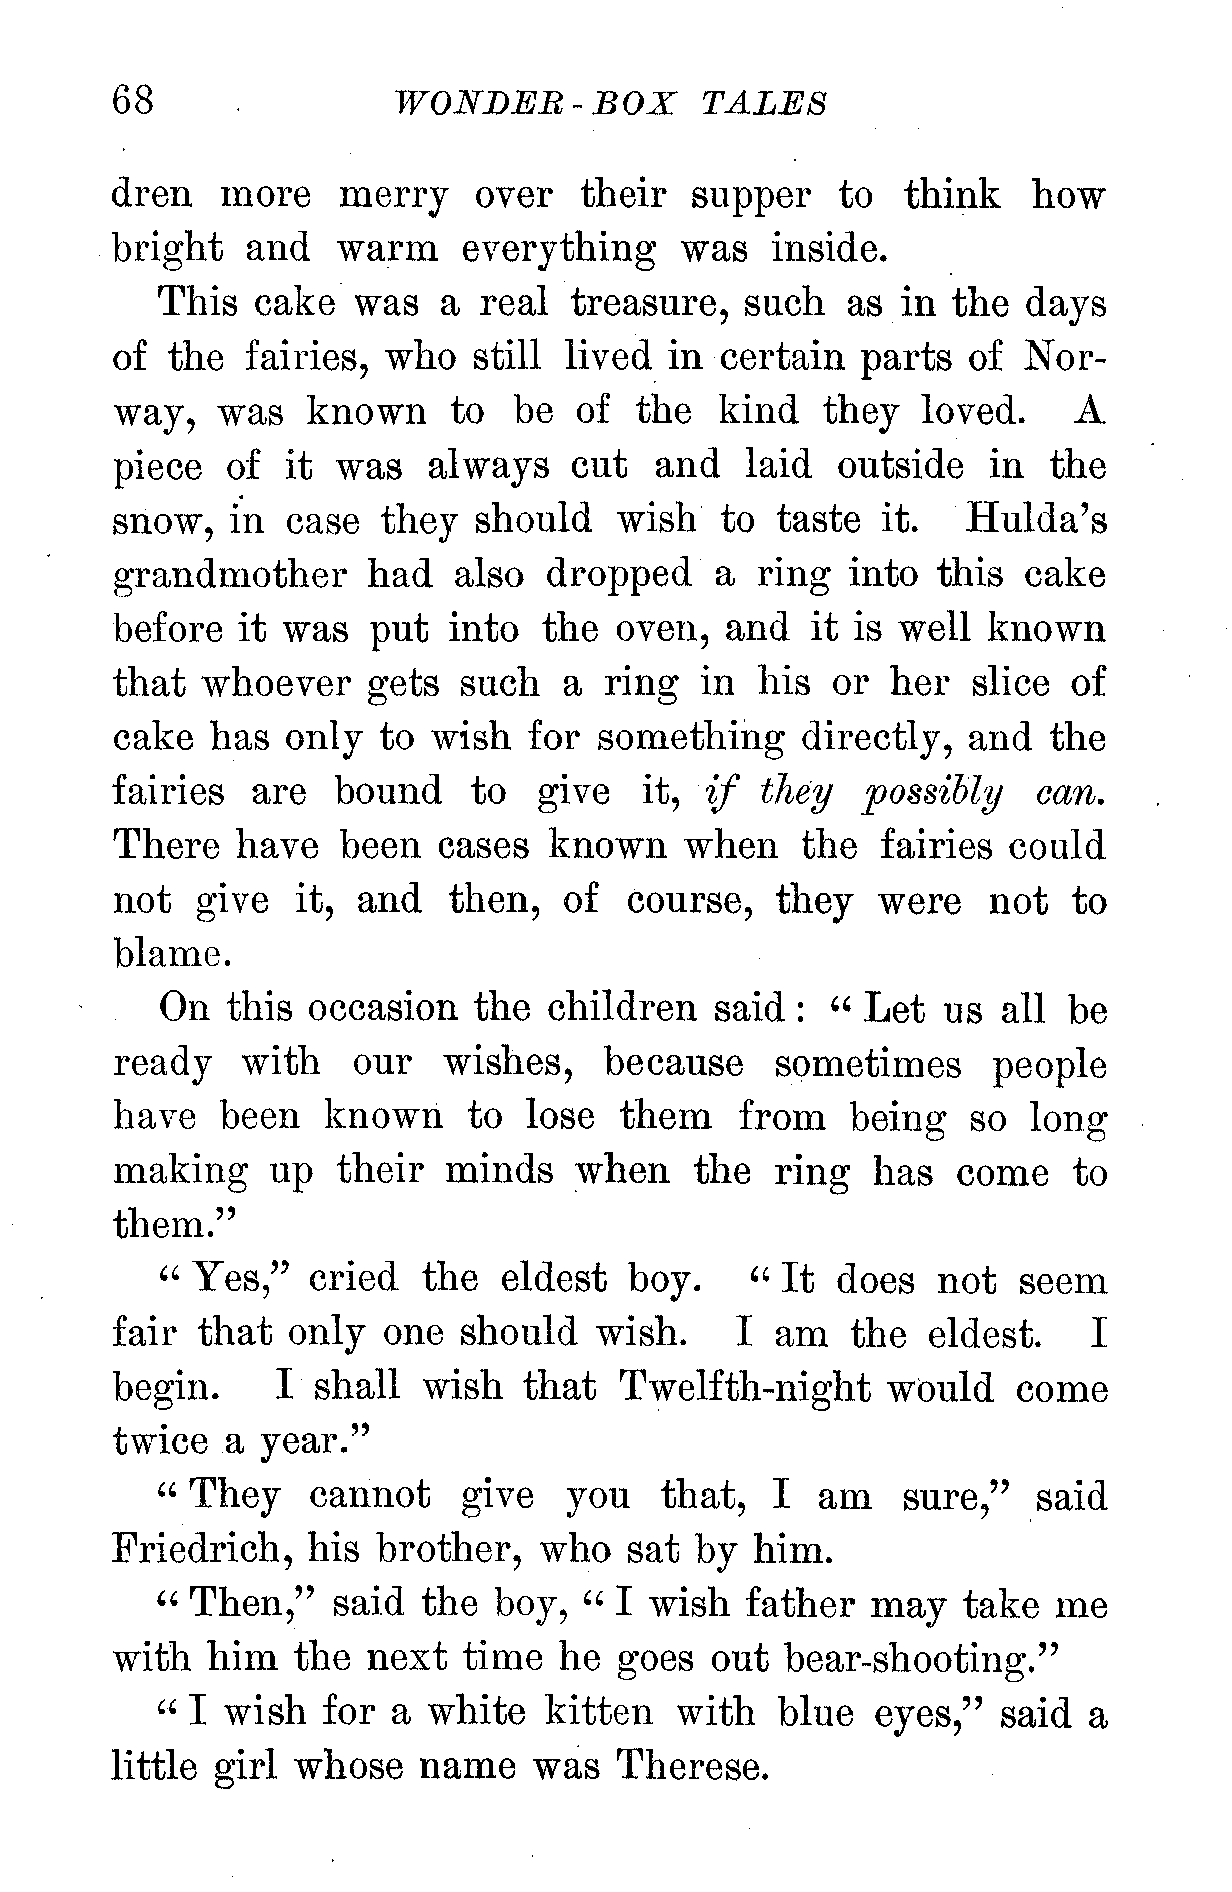 68 WONDER-BOX TALES
dren more merry over their supper to think how
bright and warm everything was inside.
This cake was a real treasure, such as in the days
of the fairies, who still lived in certain parts of Nor-
way, was known to be of the kind they loved. A
piece of it was always cut and laid outside in the
snow, in case they should wish to taste it. Hulda's
grandmother had also dropped a ring into this cake
before it was put into the oven, and it is well known
that whoever gets such a ring in his or her slice of
cake has only to wish for something directly, and the
fairies are bound to give it, if they possibly can.
There have been cases known when the fairies could
not give it, and then, of course, they were not to
blame.
On this occasion the children said: “Let us all be
ready with our wishes, because sometimes people
have been known to lose them from being so long
making up their minds when the ring has come to
them.”
“Yes,” cried the eldest boy. “It does not seem
fair that only one should wish. I am the eldest. I
begin. I shall wish that Twelfth-night would come
twice a year.”
“They cannot give you that, I am sure,” said
Friedrich, his brother, who sat by him.
“Then,” said the boy, “I wish father may take me
with him the next time he goes out bear-shooting.”
“I wish for a white kitten with blue eyes,” said a
little girl whose name was Therese.